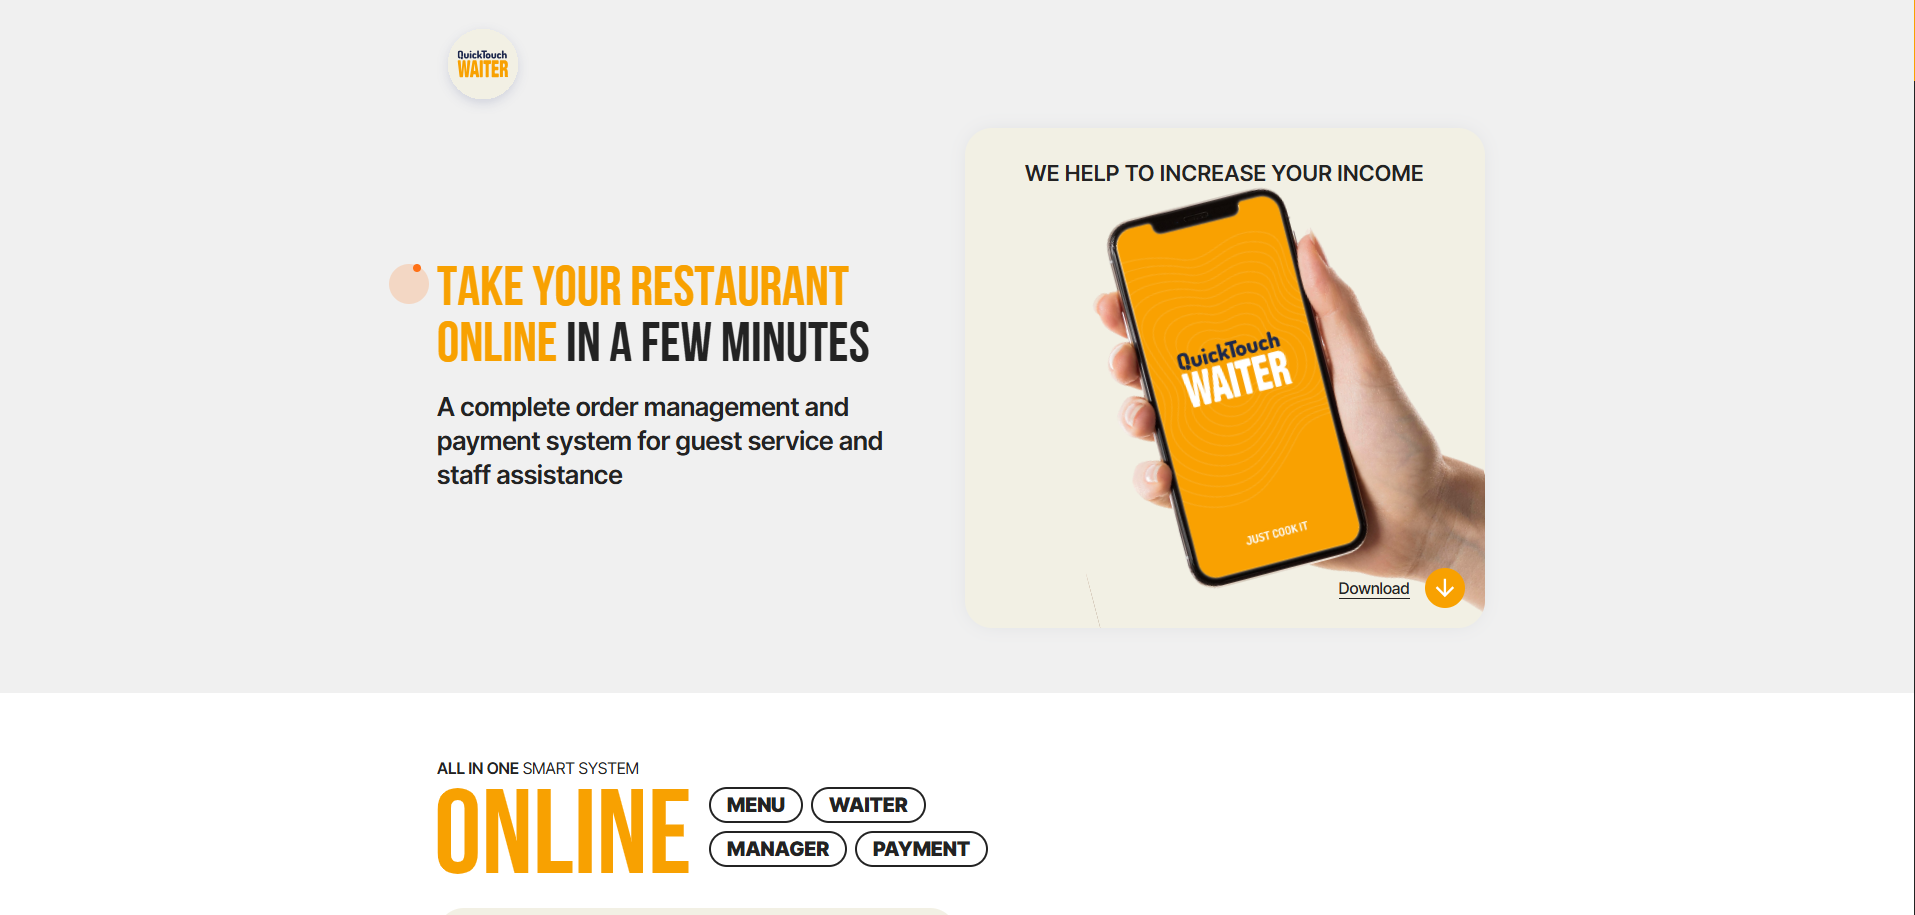 QuickTouch
WAITER
WE HELP TO INCREASE YOUR INCOME
TAKE YOUR RESTAURANT
ONLINE IN A FEW MINUTES
A complete order management and
payment system for guest service and
staff assistance
QuickTouch
WAITER
JUST COOK IT
Download
ALL IN ONE SMART SYSTEM
ONLINE
MENU WAITER
MANAGER PAYMENT